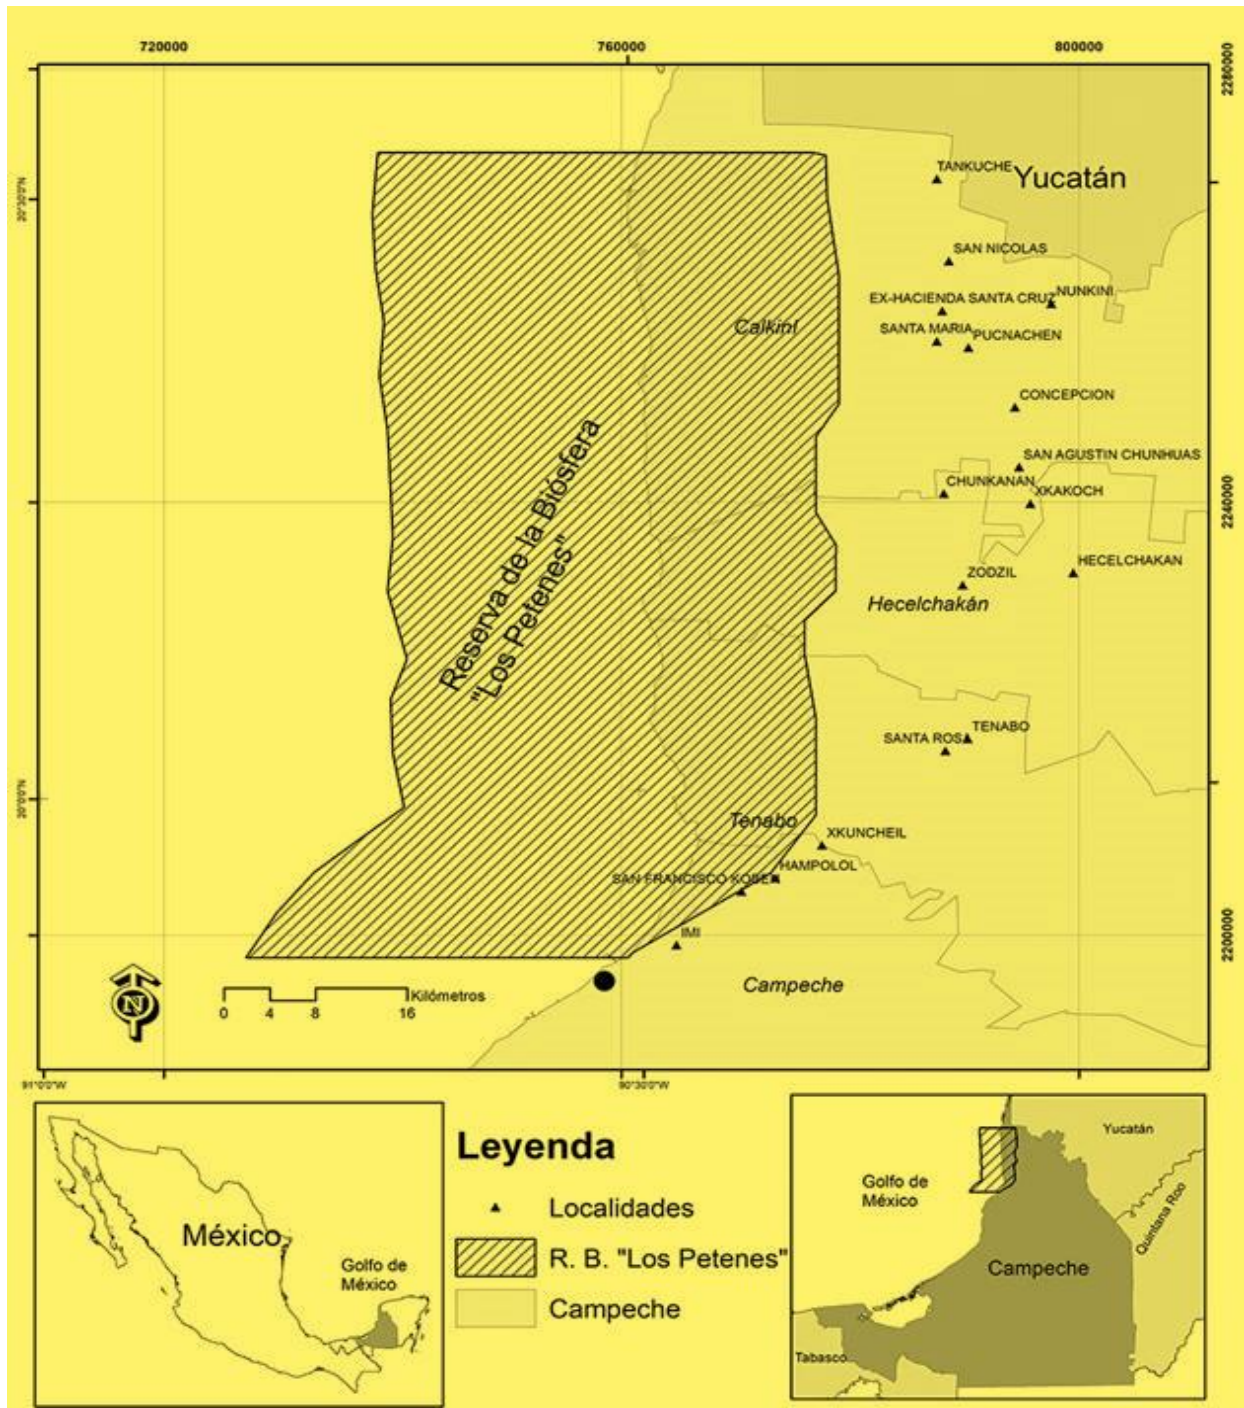 720000
760000
800000
2280000
TANKUCHE
Yucatán
20°30'0"N
SAN NICOLAS
NUNKINI
EX-HACIENDA SANTA CRUZ
Calkiní
SANTA MARIA
PUCNACHEN
CONCEPCION
Reserva de la Biósfera
"Los Petenes"
SAN AGUSTIN CHUNHUAS
CHUNKANAN
XKAKOCH
2240000
HECELCHAKAN
ZODZIL
Hecelchakán
TENABO
SANTA ROSA
20°0'0"N
Tenabo
XKUNCHEIL
HAMPOLOL
SAN FRANCISCO KOBEN
IMI
2200000
Campeche
N
Kilómetros
0 4 8 16
91°0'0"W
90°30'0"W
México
Golfo de
México
Leyenda
Localidades
R. B. "Los Petenes"
Campeche
Yucatán
Golfo de
México
Quintana Roo
Campeche
Tabasco